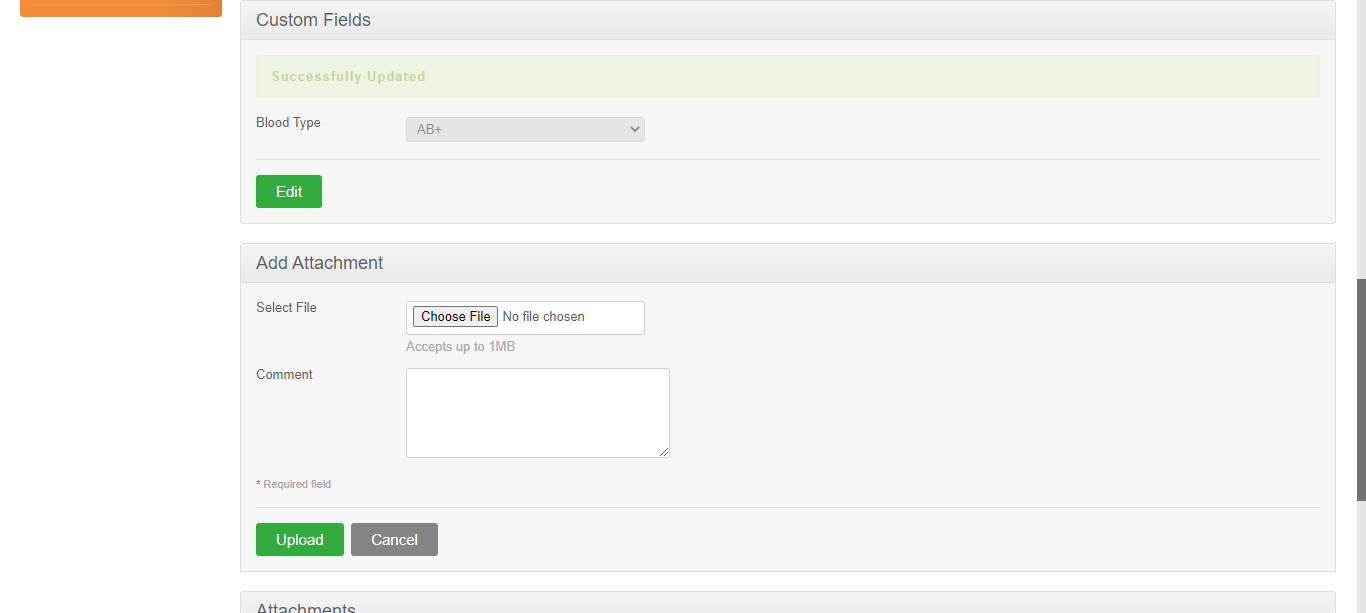 Custom Fields
Successfully Updated
Blood Type
AB+
Edit
Add Attachment
Select File
Choose File No file chosen
Accepts up to 1MB
Comment
* Required field
Upload Cancel
Attachments